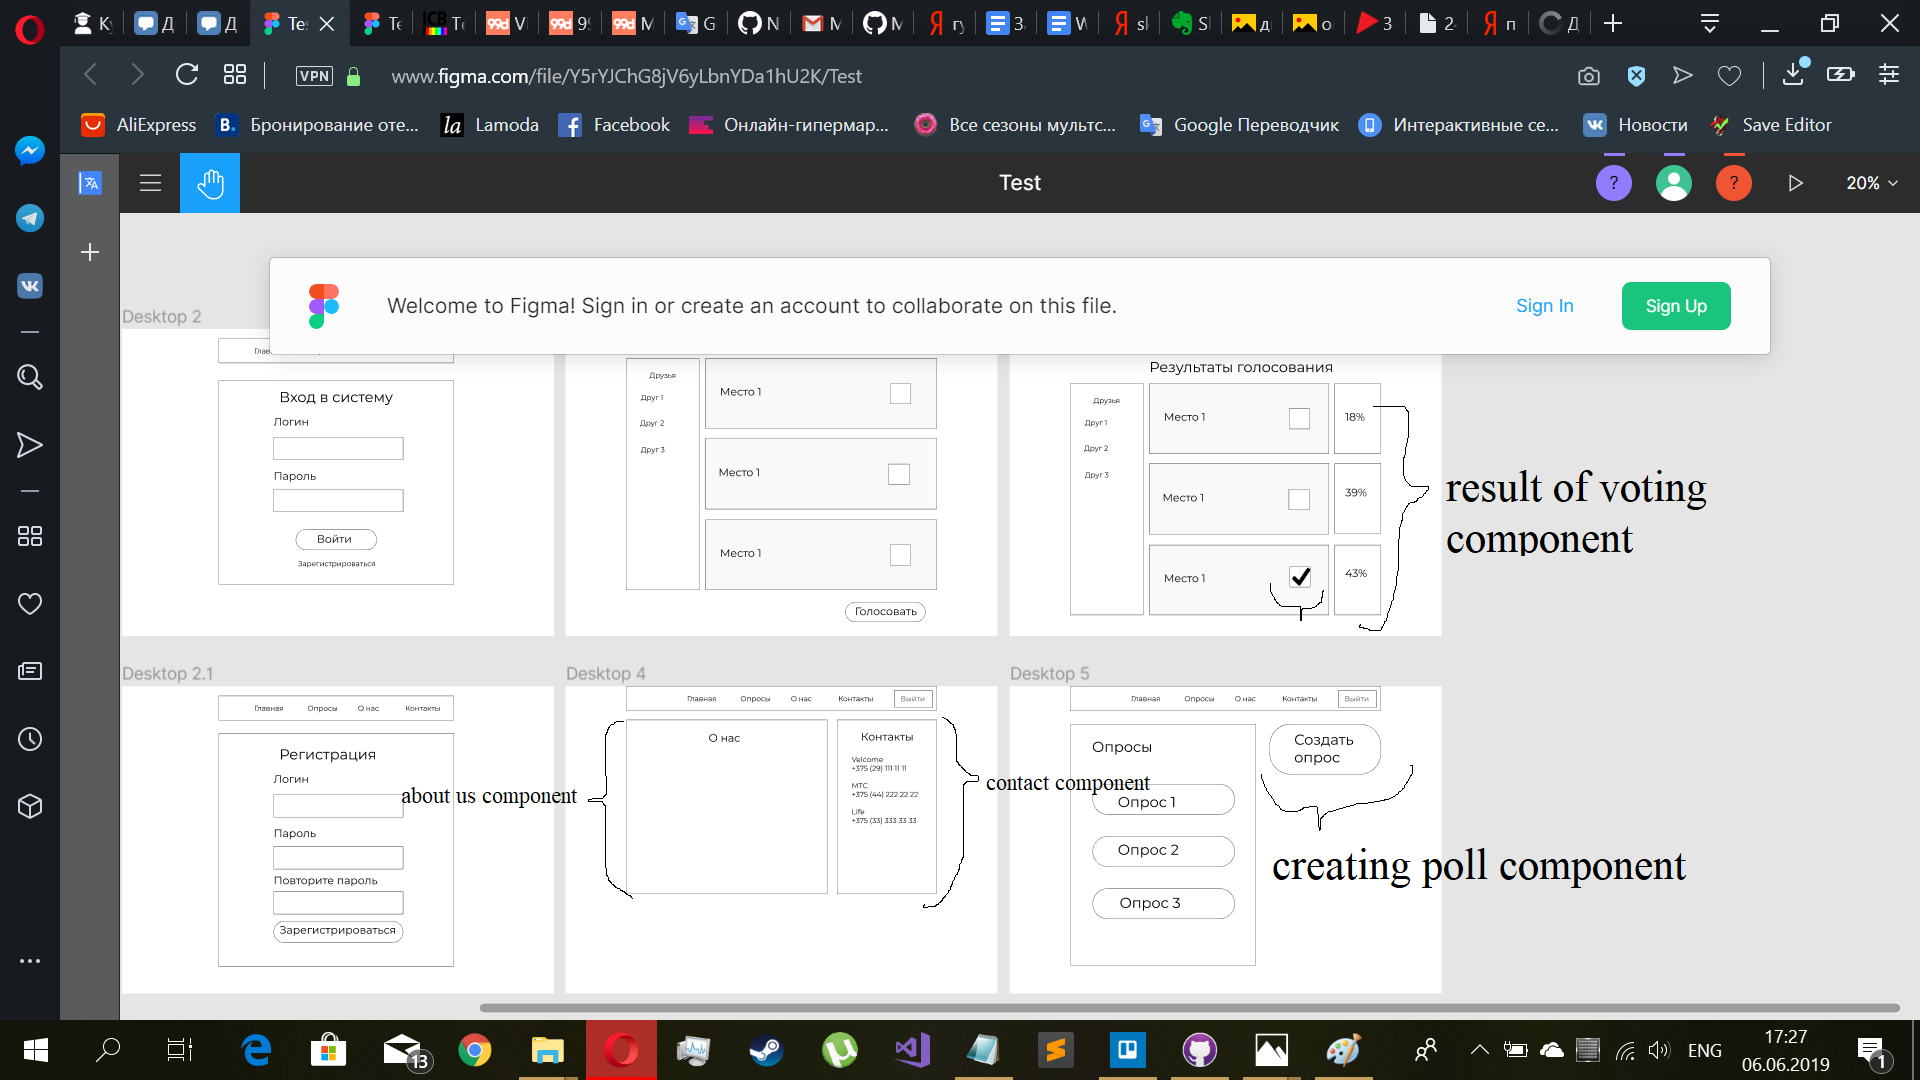 Ку
Д
Д
Te
Te
Te
Vi
99
M
G
N
M
M
гу
За
W
sk
Sl
ди
о
3
24
п
Д
VPN
www.figma.com/file/Y5rYJChG8jV6yLbnYDa1hU2K/Test
AliExpress
Бронирование оте...
Lamoda
Facebook
Онлайн-гипермар...
Все сезоны мультс...
Google Переводчик
Интерактивные се...
Новости
Save Editor
Test
?
?
20%
Welcome to Figma! Sign in or create an account to collaborate on this file.
Sign In
Sign Up
Desktop 2
Вход в систему
Логин
Пароль
Войти
Зарегистрироваться
Друзья
Друг 1
Друг 2
Друг 3
Место 1
Место 1
Место 1
Голосовать
Результаты голосования
Друзья
Друг 1
Друг 2
Друг 3
Место 1
18%
Место 1
39%
Место 1
43%
result of voting
component
Desktop 2.1
Главная Опросы О нас Контакты
Регистрация
Логин
Пароль
Повторите пароль
Зарегистрироваться
Desktop 4
Главная Опросы О нас Контакты Выйти
О нас
about us component
Контакты
Velcome
+375 (29) 111 11 11
МТС
+375 (44) 222 22 22
Life
+375 (33) 333 33 33
contact component
Desktop 5
Главная Опросы О нас Контакты Выйти
Опросы
Опрос 1
Опрос 2
Опрос 3
Создать
опрос
creating poll component
13
ENG
17:27
06.06.2019
1